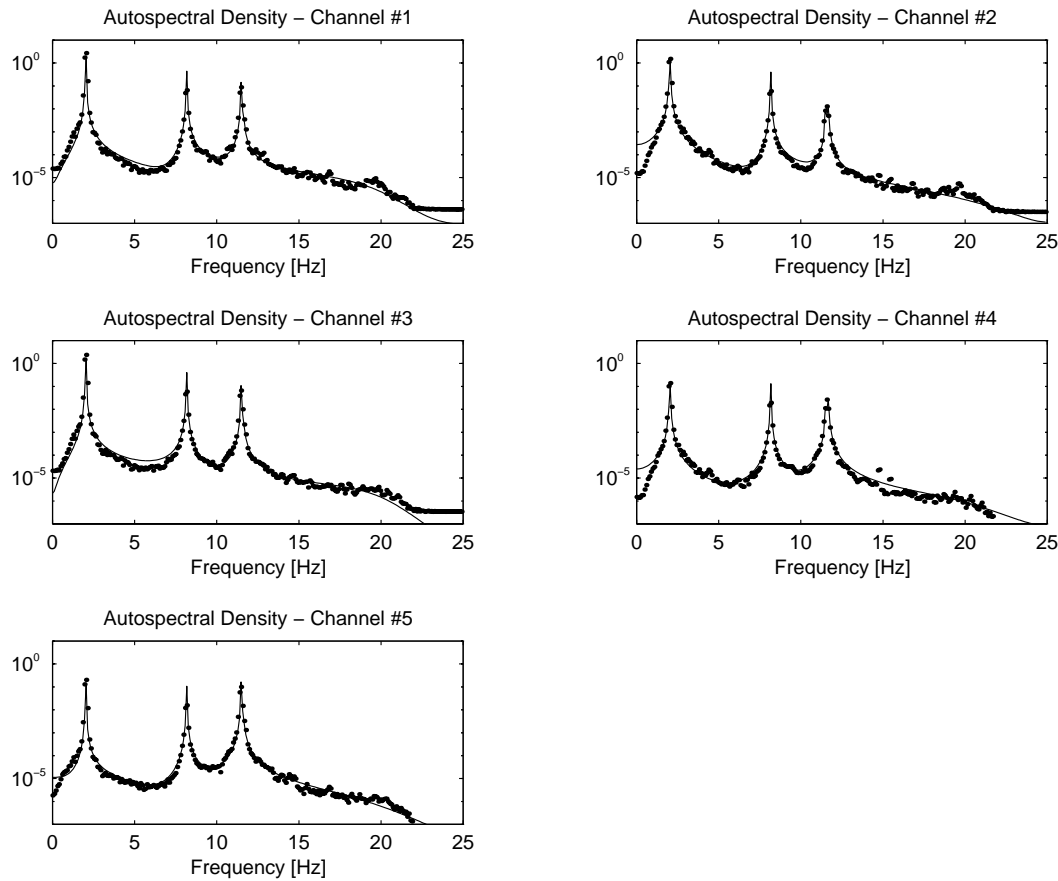 Autospectral Density – Channel #1
10^0
10^-5
0 5 10 15 20 25
Frequency [Hz]
Autospectral Density – Channel #2
10^0
10^-5
0 5 10 15 20 25
Frequency [Hz]
Autospectral Density – Channel #3
10^0
10^-5
0 5 10 15 20 25
Frequency [Hz]
Autospectral Density – Channel #4
10^0
10^-5
0 5 10 15 20 25
Frequency [Hz]
Autospectral Density – Channel #5
10^0
10^-5
0 5 10 15 20 25
Frequency [Hz]